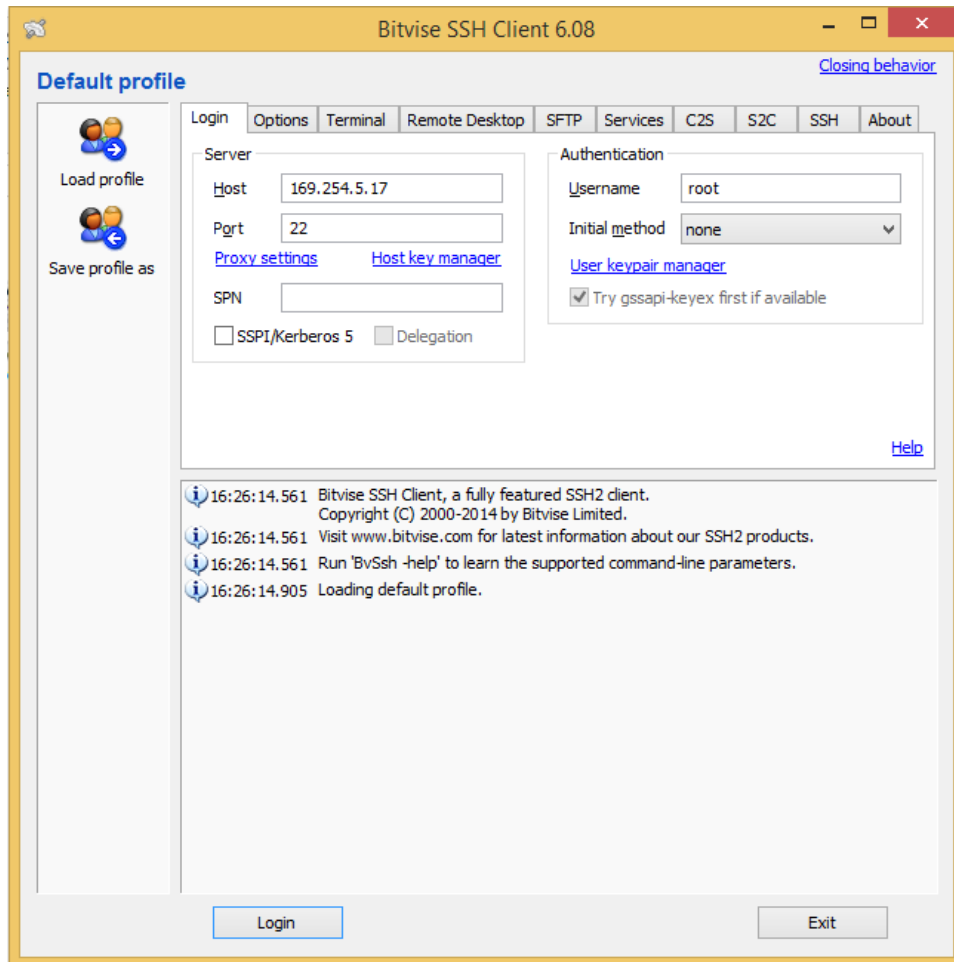 Bitvise SSH Client 6.08
Closing behavior
Default profile
Load profile
Save profile as
Login Options Terminal Remote Desktop SFTP Services C2S S2C SSH About
Server
Host 169.254.5.17
Port 22
Proxy settings Host key manager
SPN
SSPI/Kerberos 5 Delegation
Authentication
Username root
Initial method none
User keypair manager
Try gssapi-keyex first if available
Help
16:26:14.561 Bitvise SSH Client, a fully featured SSH2 client.
Copyright (C) 2000-2014 by Bitvise Limited.
16:26:14.561 Visit www.bitvise.com for latest information about our SSH2 products.
16:26:14.561 Run 'BvSsh -help' to learn the supported command-line parameters.
16:26:14.905 Loading default profile.
Login Exit